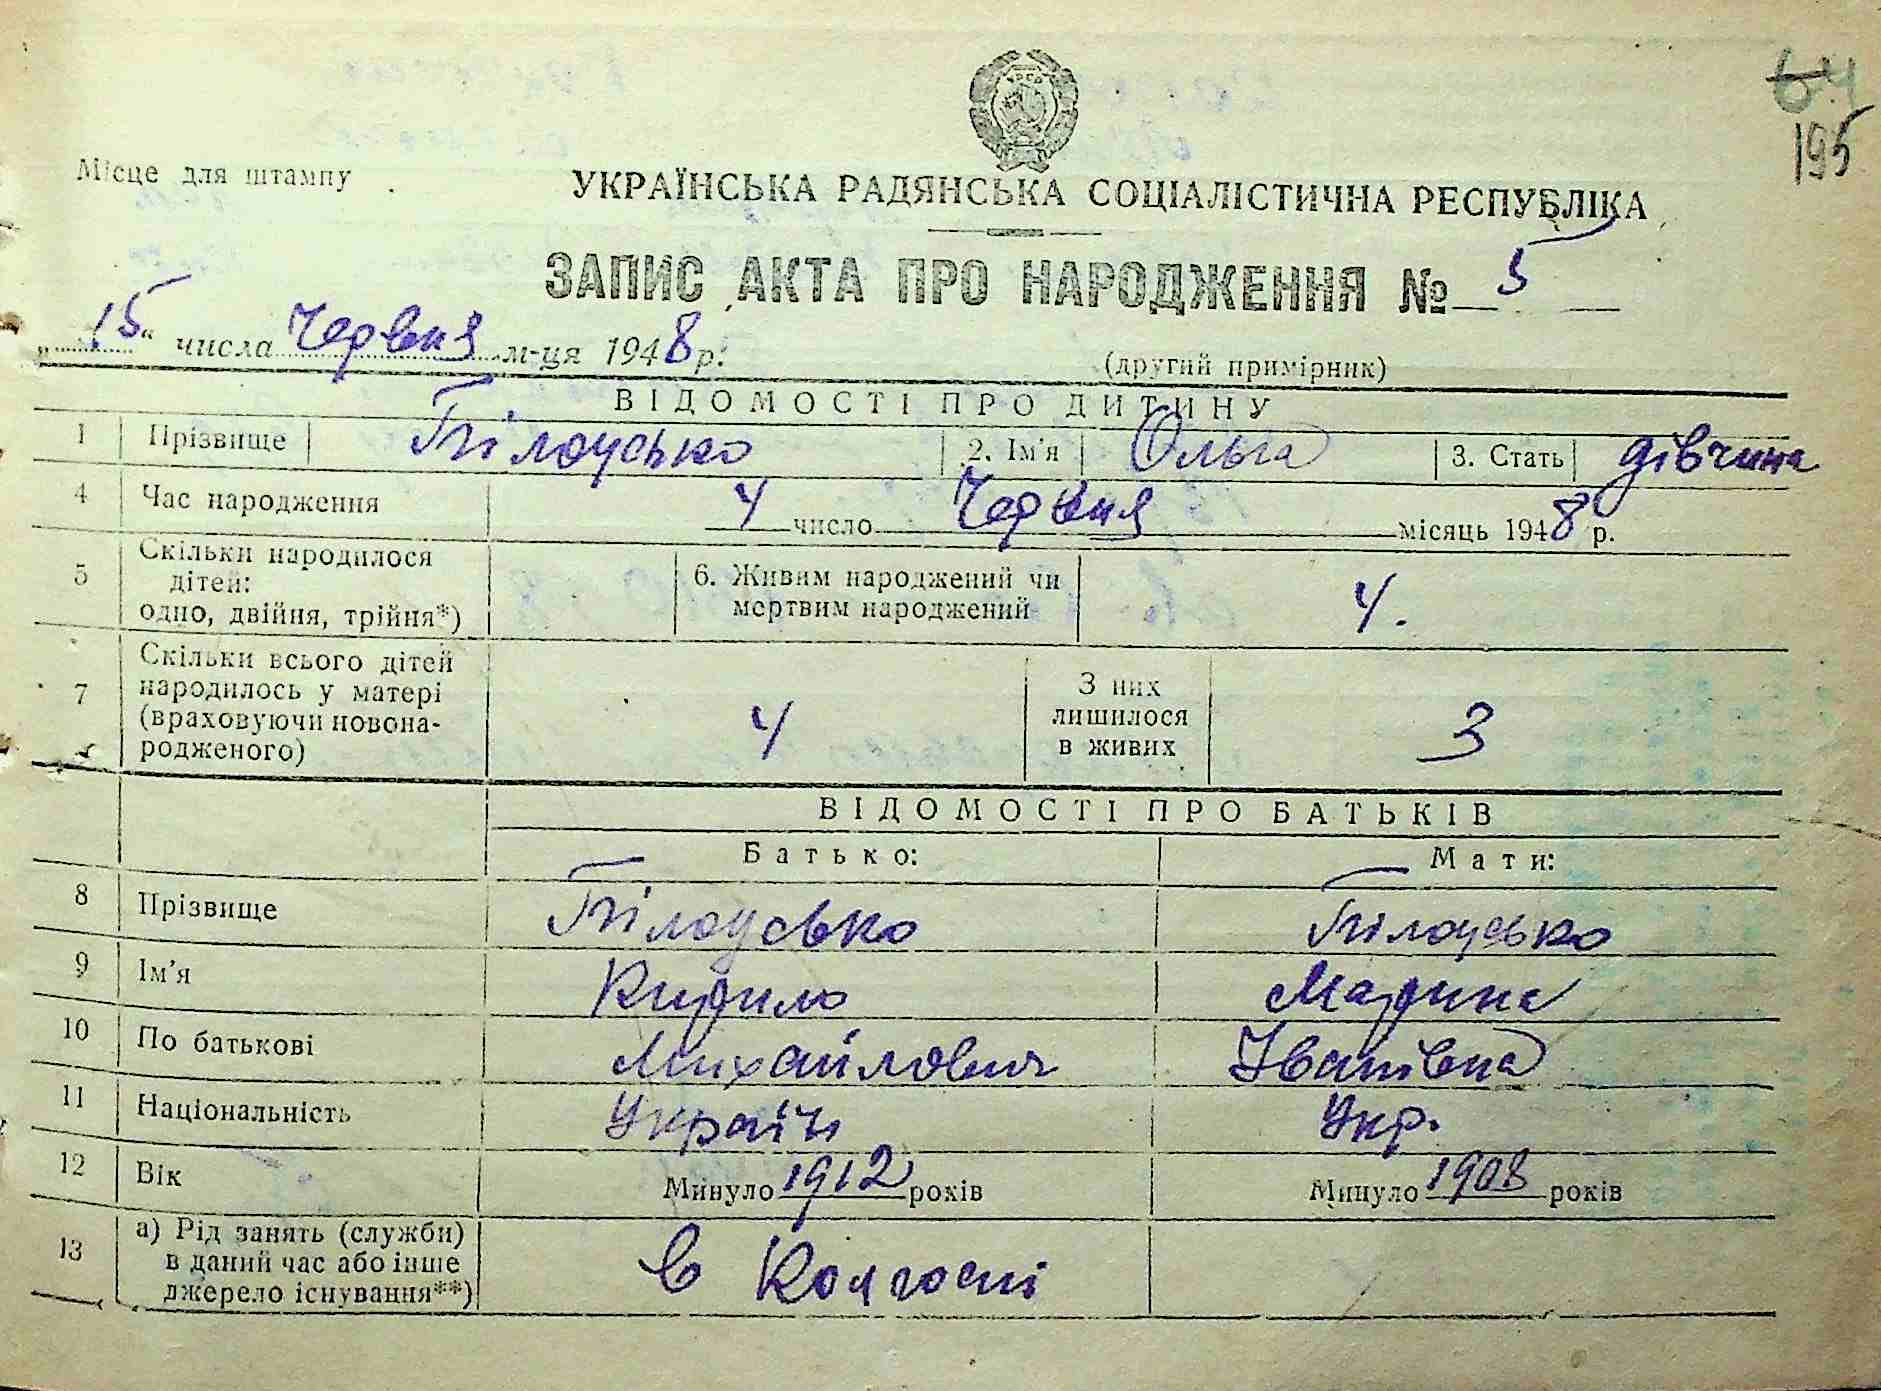 64
195
Місце для штампу
УКРАЇНСЬКА РАДЯНСЬКА СОЦІАЛІСТИЧНА РЕСПУБЛІКА
ЗАПИС АКТА ПРО НАРОДЖЕННЯ № 5
„15“ числа Червня м-ця 1948 р.
(другий примірник)
ВІДОМОСТІ ПРО ДИТИНУ
1 Прізвище Білоусько 2. Ім'я Ольга 3. Стать дівчина
4 Час народження 4 число Червня місяць 1948 р.
5 Скільки народилося дітей: одно, двійня, трійня*) 6. Живим народжений чи мертвим народжений 4.
7 Скільки всього дітей народилось у матері (враховуючи новонародженого) 4 З них лишилося в живих 3
ВІДОМОСТІ ПРО БАТЬКІВ
Батько: Мати:
8 Прізвище Білоусько Білоусько
9 Ім'я Кирило Марина
10 По батькові Михайлович Іванівна
11 Національність Україн Укр.
12 Вік Минуло 1912 років Минуло 1908 років
13 а) Рід занять (служби) в даний час або інше джерело існування**) в Колгоспі